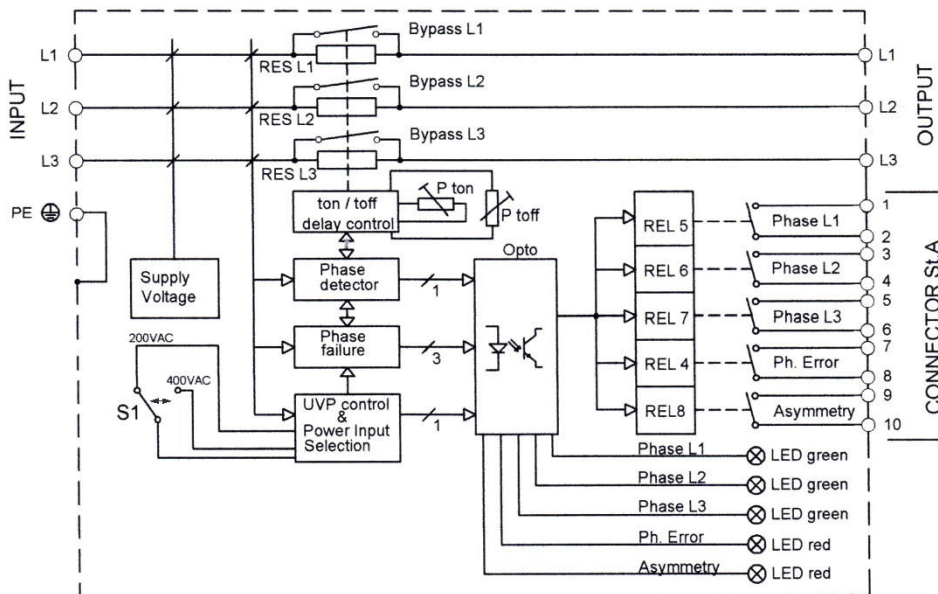 Bypass L1
L1
RES L1
L1
INPUT
OUTPUT
Bypass L2
L2
RES L2
L2
Bypass L3
L3
RES L3
L3
PE
ton / toff
delay control
P ton
P toff
Opto
Supply
Voltage
Phase
detector
1
Phase
failure
3
UVP control
&
Power Input
Selection
1
200VAC
400VAC
S1
REL 5
REL 6
REL 7
REL 4
REL8
Phase L1
1
2
Phase L2
3
4
Phase L3
5
6
Ph. Error
7
8
Asymmetry
9
10
CONNECTOR St.A
Phase L1
LED green
Phase L2
LED green
Phase L3
LED green
Ph. Error
LED red
Asymmetry
LED red